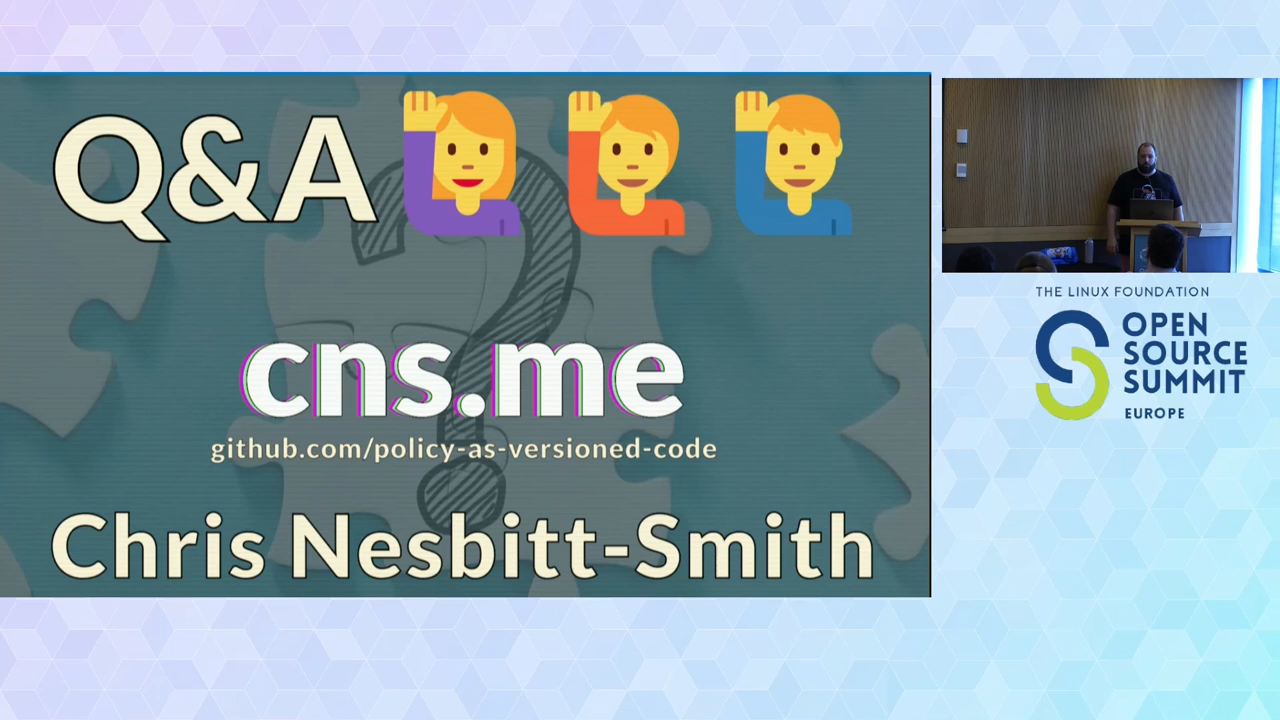 Q&A
cns.me
github.com/policy-as-versioned-code
Chris Nesbitt-Smith
THE LINUX FOUNDATION
OPEN
SOURCE
SUMMIT
EUROPE